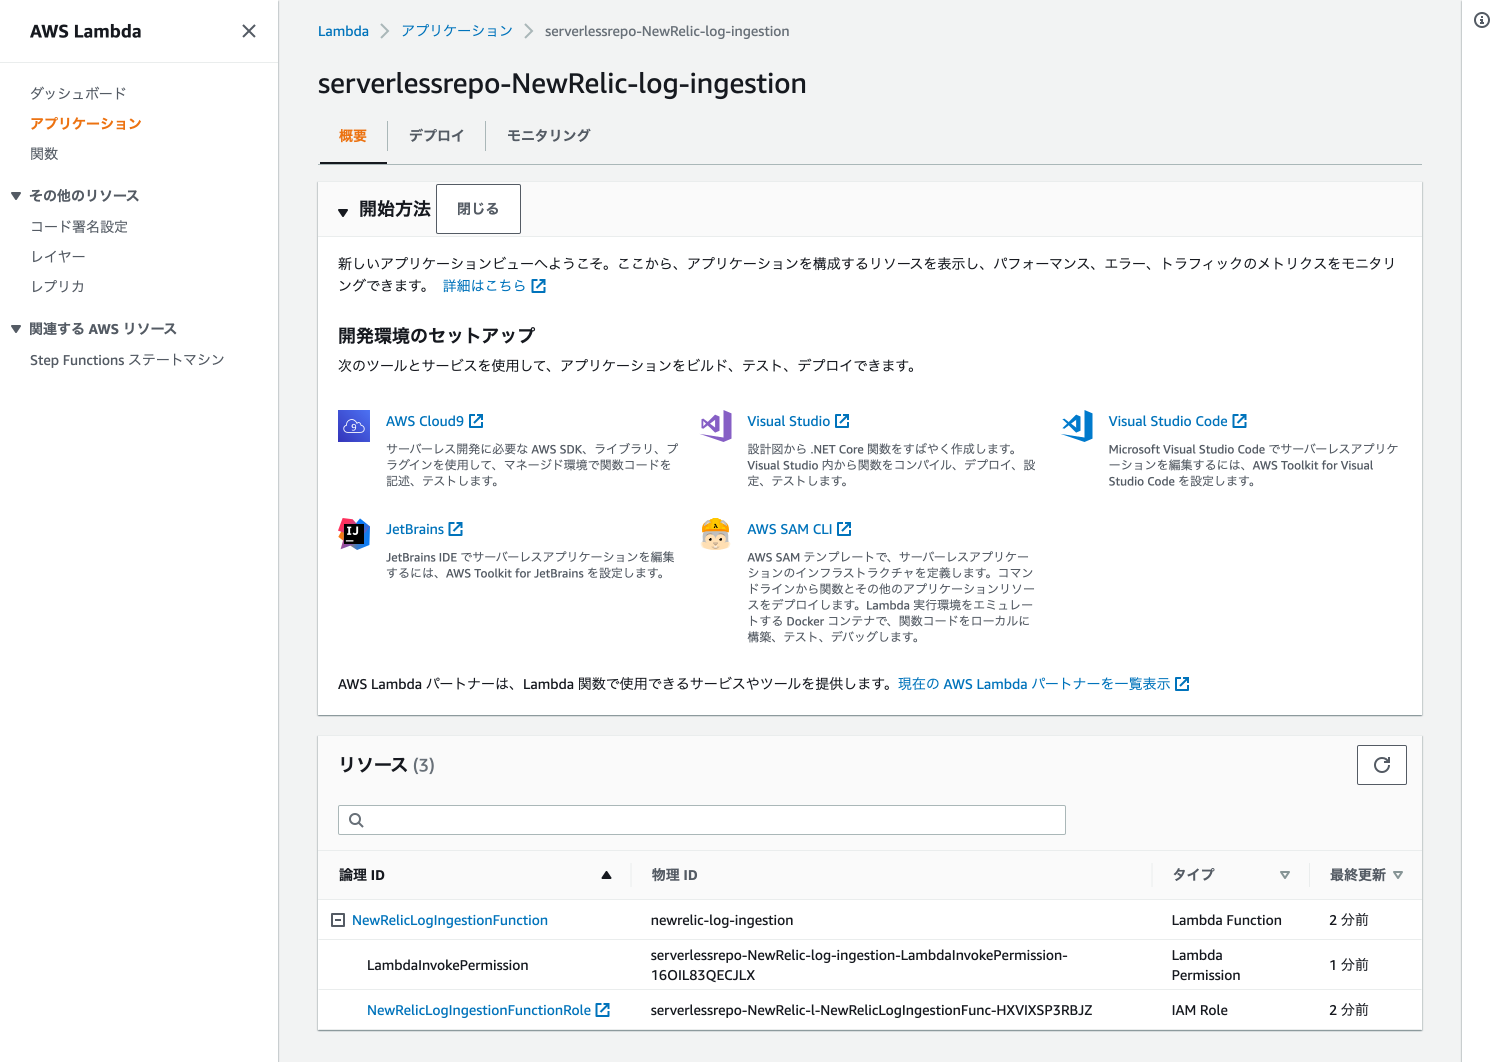 AWS Lambda
ダッシュボード
アプリケーション
関数
その他のリソース
コード署名設定
レイヤー
レプリカ
関連する AWS リソース
Step Functions ステートマシン
Lambda
アプリケーション
serverlessrepo-NewRelic-log-ingestion
serverlessrepo-NewRelic-log-ingestion
概要
デプロイ
モニタリング
開始方法
閉じる
新しいアプリケーションビューへようこそ。ここから、アプリケーションを構成するリソースを表示し、パフォーマンス、エラー、トラフィックのメトリクスをモニタリ
ングできます。 詳細はこちら
開発環境のセットアップ
次のツールとサービスを使用して、アプリケーションをビルド、テスト、デプロイできます。
AWS Cloud9
サーバーレス開発に必要な AWS SDK、ライブラリ、プ
ラグインを使用して、マネージド環境で関数コードを
記述、テストします。
Visual Studio
設計図から .NET Core 関数をすばやく作成します。
Visual Studio 内から関数をコンパイル、デプロイ、設
定、テストします。
Visual Studio Code
Microsoft Visual Studio Code でサーバーレスアプリケ
ーションを編集するには、AWS Toolkit for Visual
Studio Code を設定します。
JetBrains
JetBrains IDE でサーバーレスアプリケーションを編集
するには、AWS Toolkit for JetBrains を設定します。
AWS SAM CLI
AWS SAM テンプレートで、サーバーレスアプリケー
ションのインフラストラクチャを定義します。コマン
ドラインから関数とその他のアプリケーションリソー
スをデプロイします。Lambda 実行環境をエミュレー
トする Docker コンテナで、関数コードをローカルに
構築、テスト、デバッグします。
AWS Lambda パートナーは、Lambda 関数で使用できるサービスやツールを提供します。現在の AWS Lambda パートナーを一覧表示
リソース (3)
論理 ID
物理 ID
タイプ
最終更新
NewRelicLogIngestionFunction
newrelic-log-ingestion
Lambda Function
2 分前
LambdaInvokePermission
serverlessrepo-NewRelic-log-ingestion-LambdaInvokePermission-
16OIL83QECJLX
Lambda
Permission
1 分前
NewRelicLogIngestionFunctionRole
serverlessrepo-NewRelic-l-NewRelicLogIngestionFunc-HXVIXSP3RBJZ
IAM Role
2 分前